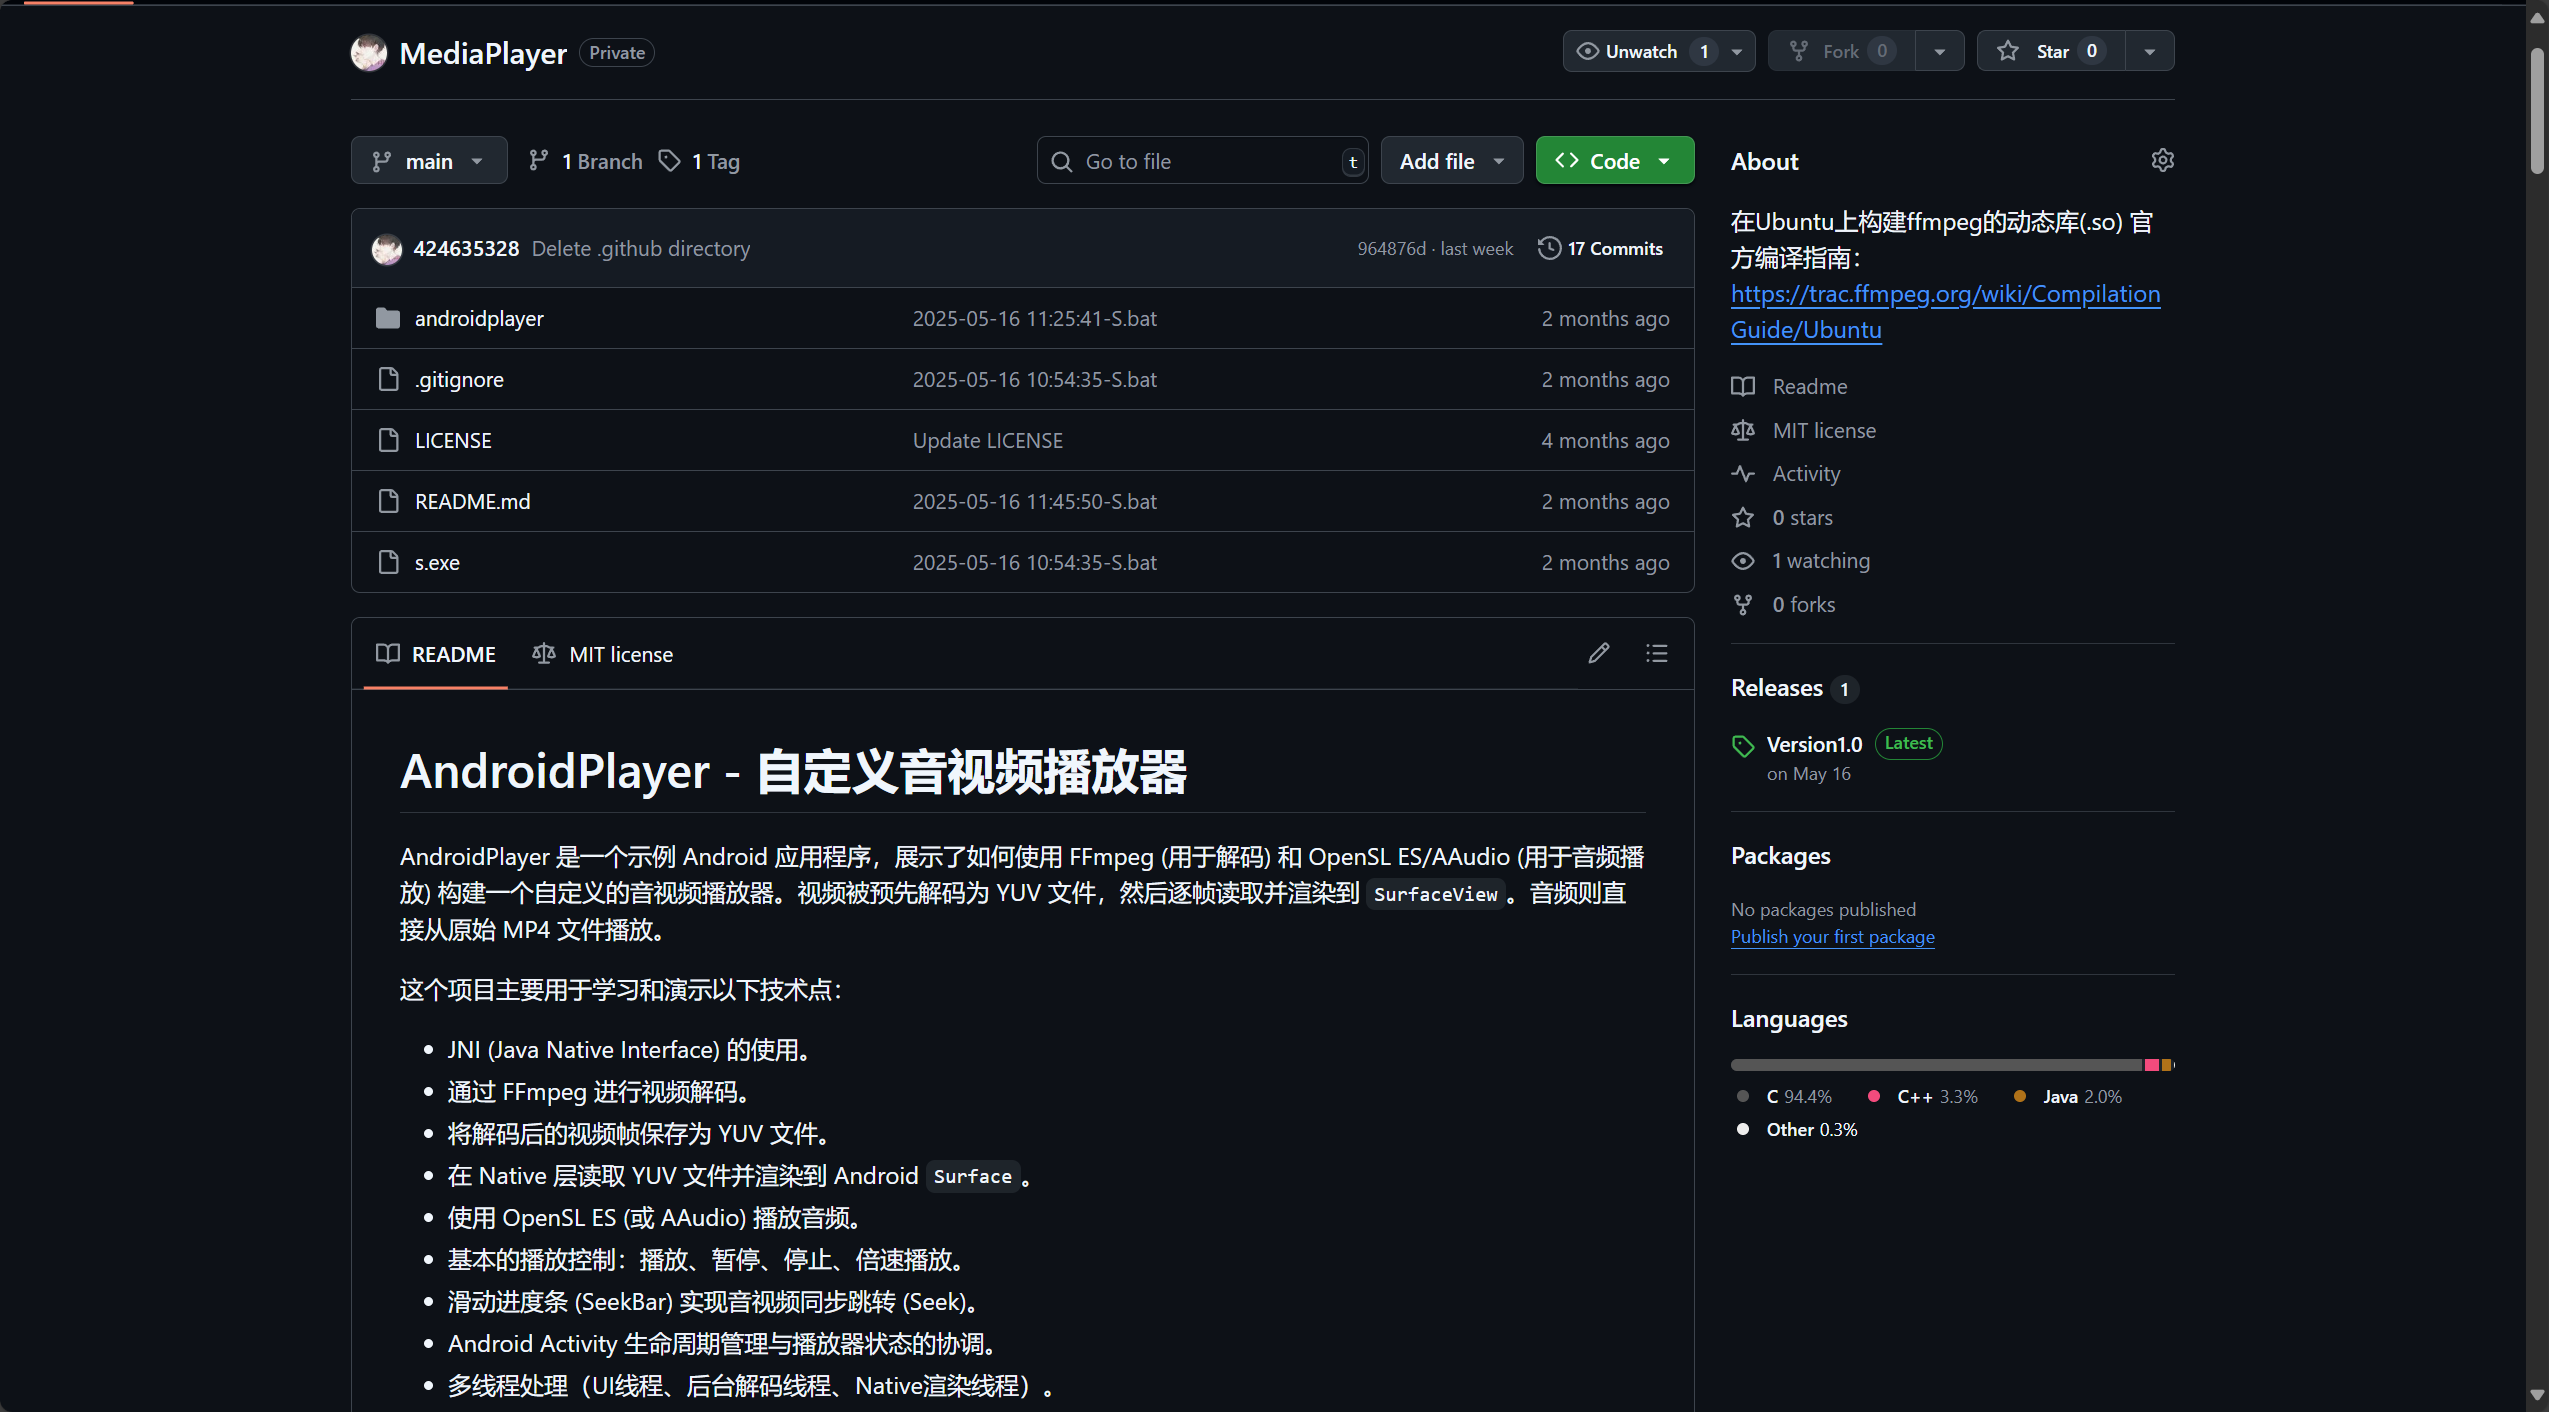 MediaPlayer Private
Unwatch 1
Fork 0
Star 0
main
1 Branch
1 Tag
Go to file t
Add file
Code
424635328 Delete .github directory 964876d · last week 17 Commits
androidplayer 2025-05-16 11:25:41-S.bat 2 months ago
.gitignore 2025-05-16 10:54:35-S.bat 2 months ago
LICENSE Update LICENSE 4 months ago
README.md 2025-05-16 11:45:50-S.bat 2 months ago
s.exe 2025-05-16 10:54:35-S.bat 2 months ago
README MIT license
AndroidPlayer - 自定义音视频播放器
AndroidPlayer 是一个示例 Android 应用程序，展示了如何使用 FFmpeg (用于解码) 和 OpenSL ES/AAudio (用于音频播
放) 构建一个自定义的音视频播放器。视频被预先解码为 YUV 文件，然后逐帧读取并渲染到 SurfaceView。音频则直
接从原始 MP4 文件播放。
这个项目主要用于学习和演示以下技术点：
• JNI (Java Native Interface) 的使用。
• 通过 FFmpeg 进行视频解码。
• 将解码后的视频帧保存为 YUV 文件。
• 在 Native 层读取 YUV 文件并渲染到 Android Surface。
• 使用 OpenSL ES (或 AAudio) 播放音频。
• 基本的播放控制：播放、暂停、停止、倍速播放。
• 滑动进度条 (SeekBar) 实现音视频同步跳转 (Seek)。
• Android Activity 生命周期管理与播放器状态的协调。
• 多线程处理（UI线程、后台解码线程、Native渲染线程）。
About
在Ubuntu上构建ffmpeg的动态库(.so) 官
方编译指南：
https://trac.ffmpeg.org/wiki/Compilation
Guide/Ubuntu
Readme
MIT license
Activity
0 stars
1 watching
0 forks
Releases 1
Version1.0 Latest
on May 16
Packages
No packages published
Publish your first package
Languages
C 94.4% C++ 3.3% Java 2.0%
Other 0.3%